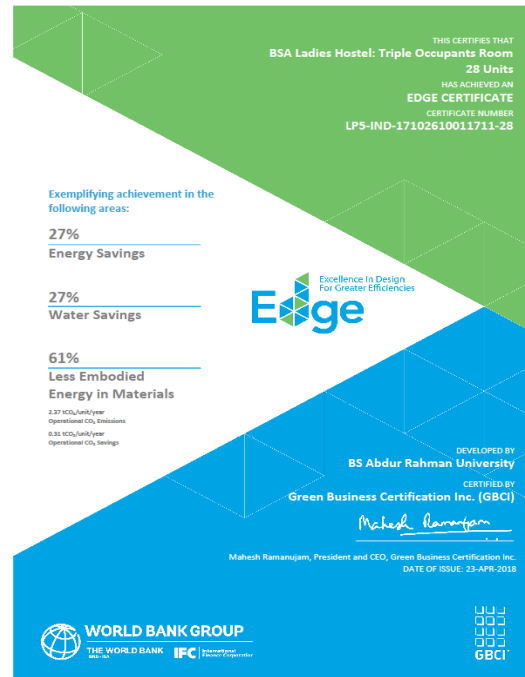 THIS CERTIFIES THAT
BSA Ladies Hostel: Triple Occupants Room
28 Units
HAS ACHIEVED AN
EDGE CERTIFICATE
CERTIFICATE NUMBER
LP5-IND-17102610011711-28
Exemplifying achievement in the
following areas:
27%
Energy Savings
27%
Water Savings
61%
Less Embodied
Energy in Materials
2.37 tCO₂/unit/year
Operational CO₂ Emissions
0.31 tCO₂/unit/year
Operational CO₂ Savings
Edge
Excellence In Design
For Greater Efficiencies
DEVELOPED BY
BS Abdur Rahman University
CERTIFIED BY
Green Business Certification Inc. (GBCI)
Mahesh Ramanujam
Mahesh Ramanujam, President and CEO, Green Business Certification Inc.
DATE OF ISSUE: 23-APR-2018
WORLD BANK GROUP
THE WORLD BANK
IBRD • IDA
IFC International
Finance Corporation
GBCI